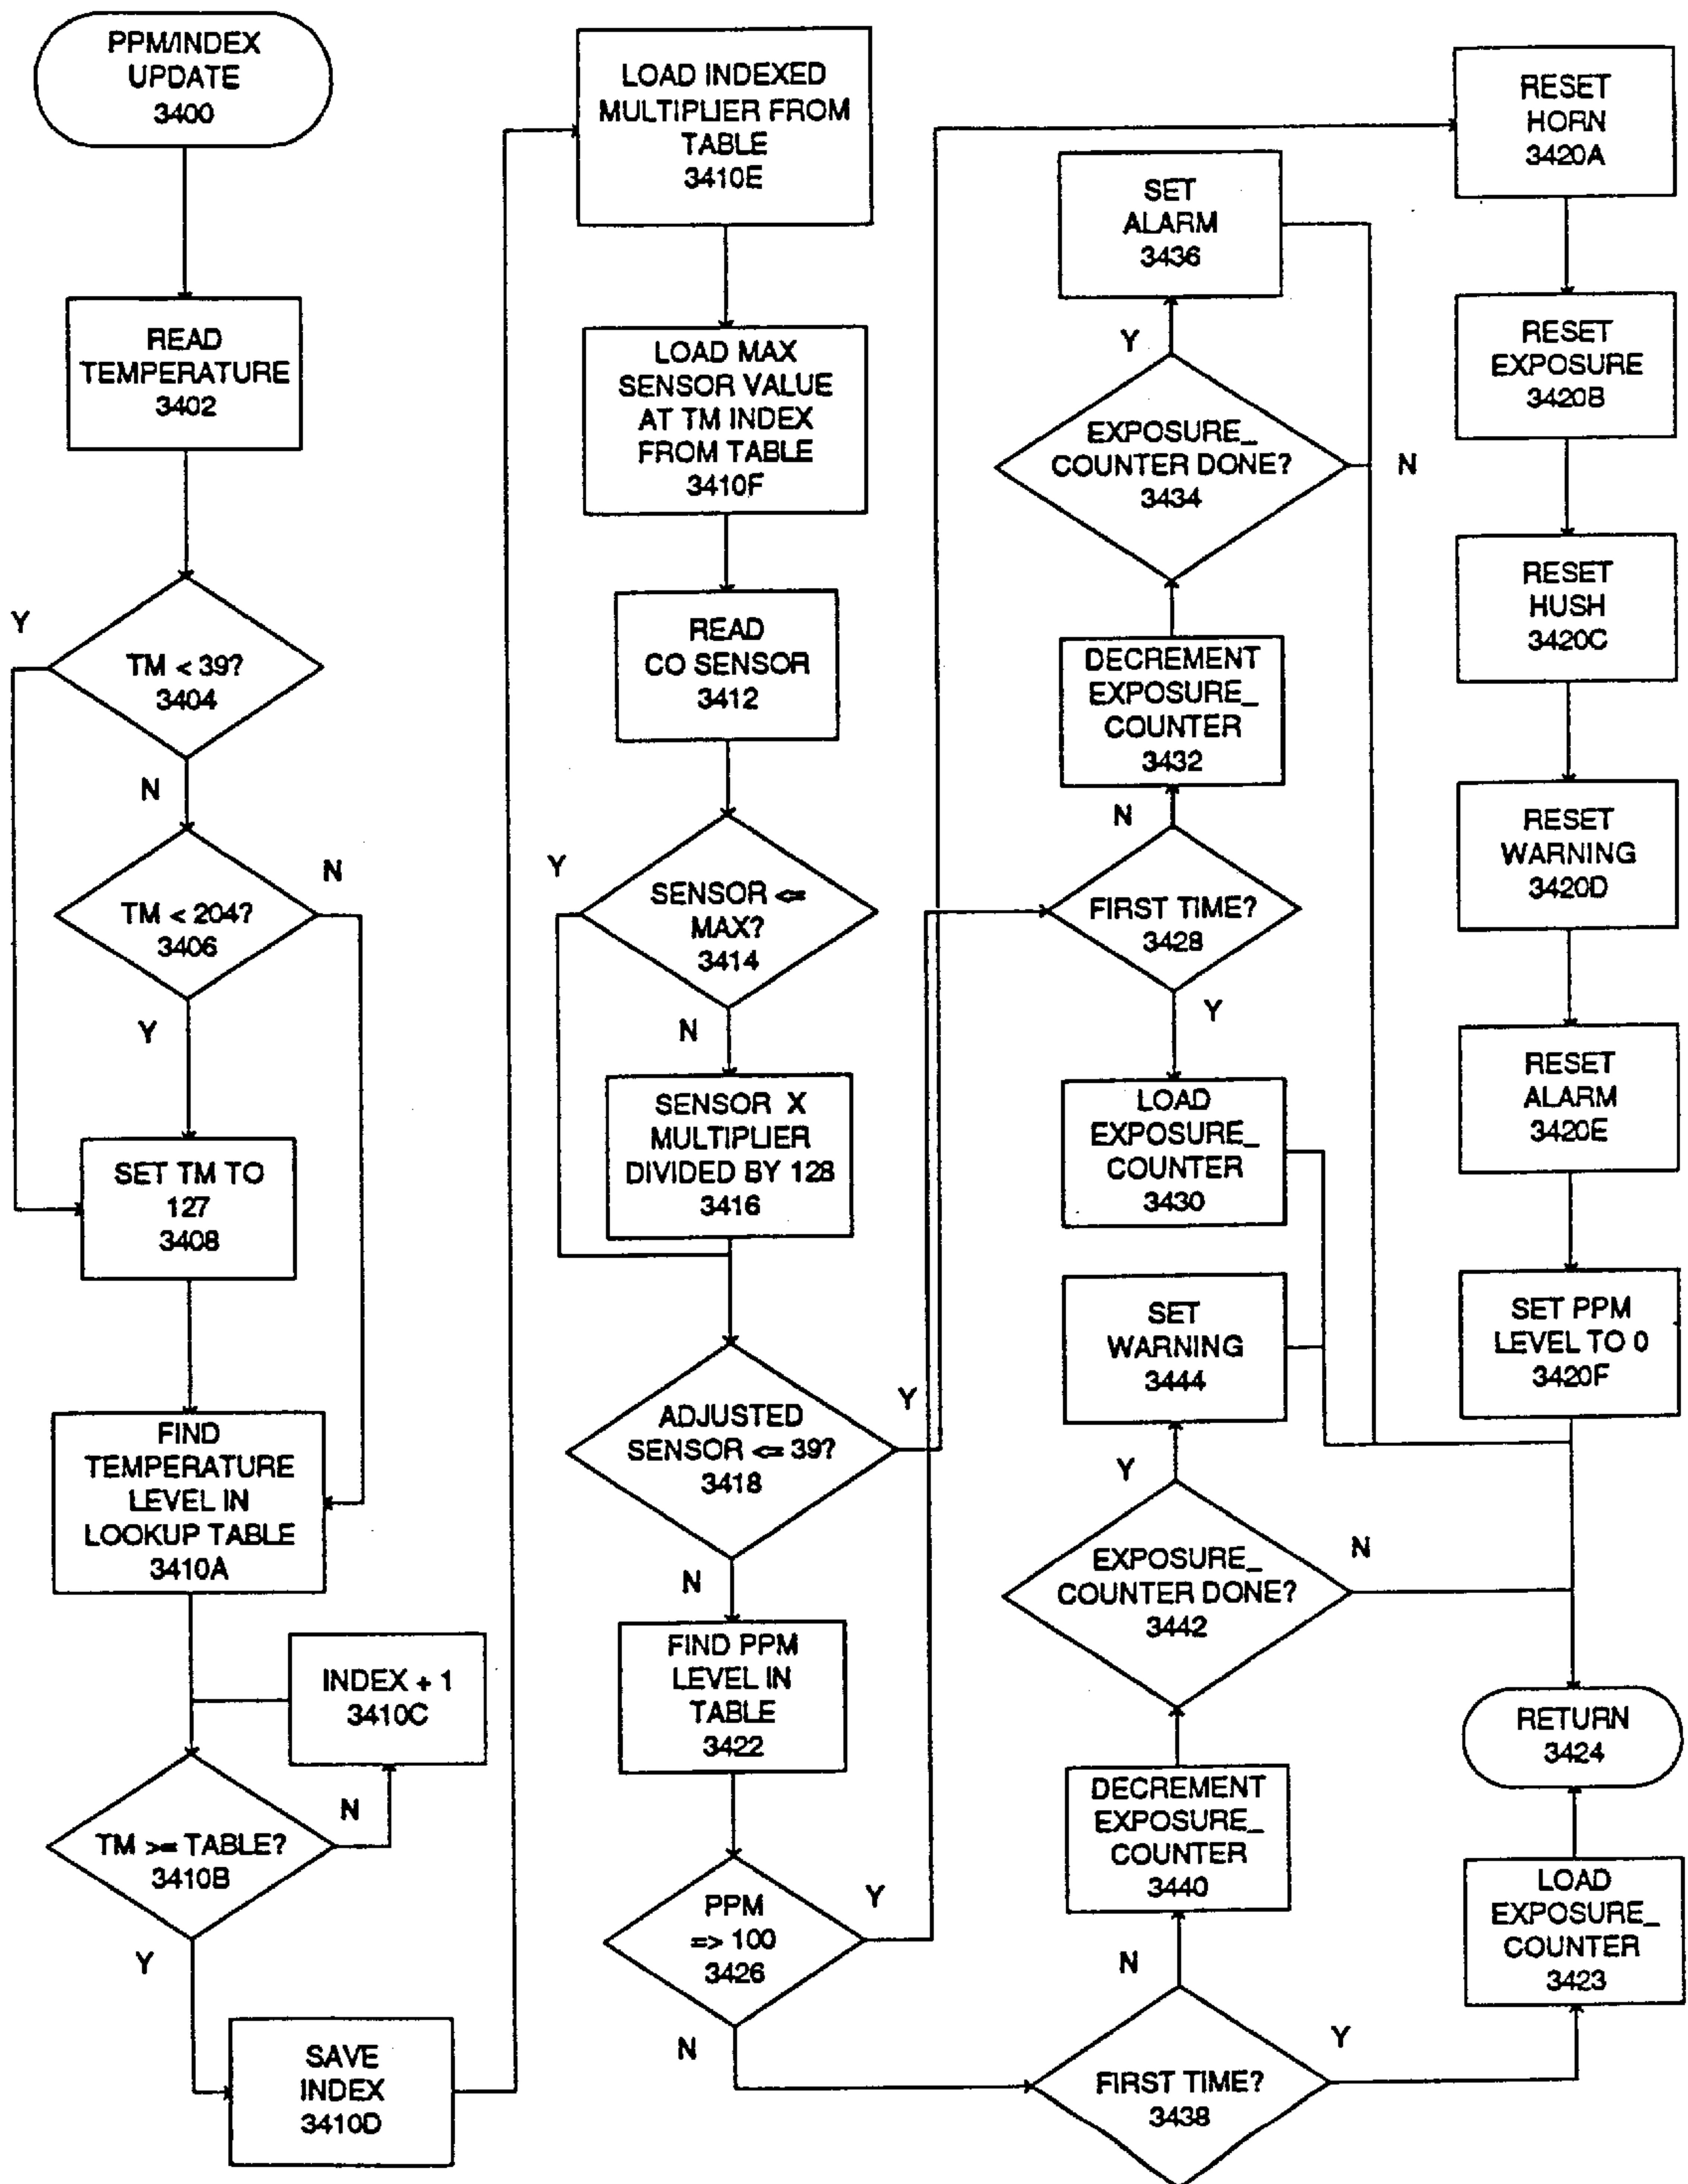 PPM/INDEX
UPDATE
3400
READ
TEMPERATURE
3402
Y
TM < 39?
3404
N
TM < 204?
3406
N
Y
SET TM TO
127
3408
FIND
TEMPERATURE
LEVEL IN
LOOKUP TABLE
3410A
INDEX + 1
3410C
TM >= TABLE?
3410B
N
Y
SAVE
INDEX
3410D
LOAD INDEXED
MULTIPLIER FROM
TABLE
3410E
LOAD MAX
SENSOR VALUE
AT TM INDEX
FROM TABLE
3410F
READ
CO SENSOR
3412
Y
SENSOR <=
MAX?
3414
N
SENSOR X
MULTIPLIER
DIVIDED BY 128
3416
ADJUSTED
SENSOR <= 39?
3418
Y
N
FIND PPM
LEVEL IN
TABLE
3422
PPM
=> 100
3426
Y
N
SET
ALARM
3436
Y
EXPOSURE_
COUNTER DONE?
3434
N
DECREMENT
EXPOSURE_
COUNTER
3432
N
FIRST TIME?
3428
Y
LOAD
EXPOSURE_
COUNTER
3430
SET
WARNING
3444
Y
EXPOSURE_
COUNTER DONE?
3442
N
DECREMENT
EXPOSURE_
COUNTER
3440
N
FIRST TIME?
3438
Y
RESET
HORN
3420A
RESET
EXPOSURE
3420B
RESET
HUSH
3420C
RESET
WARNING
3420D
RESET
ALARM
3420E
SET PPM
LEVEL TO 0
3420F
RETURN
3424
LOAD
EXPOSURE_
COUNTER
3423